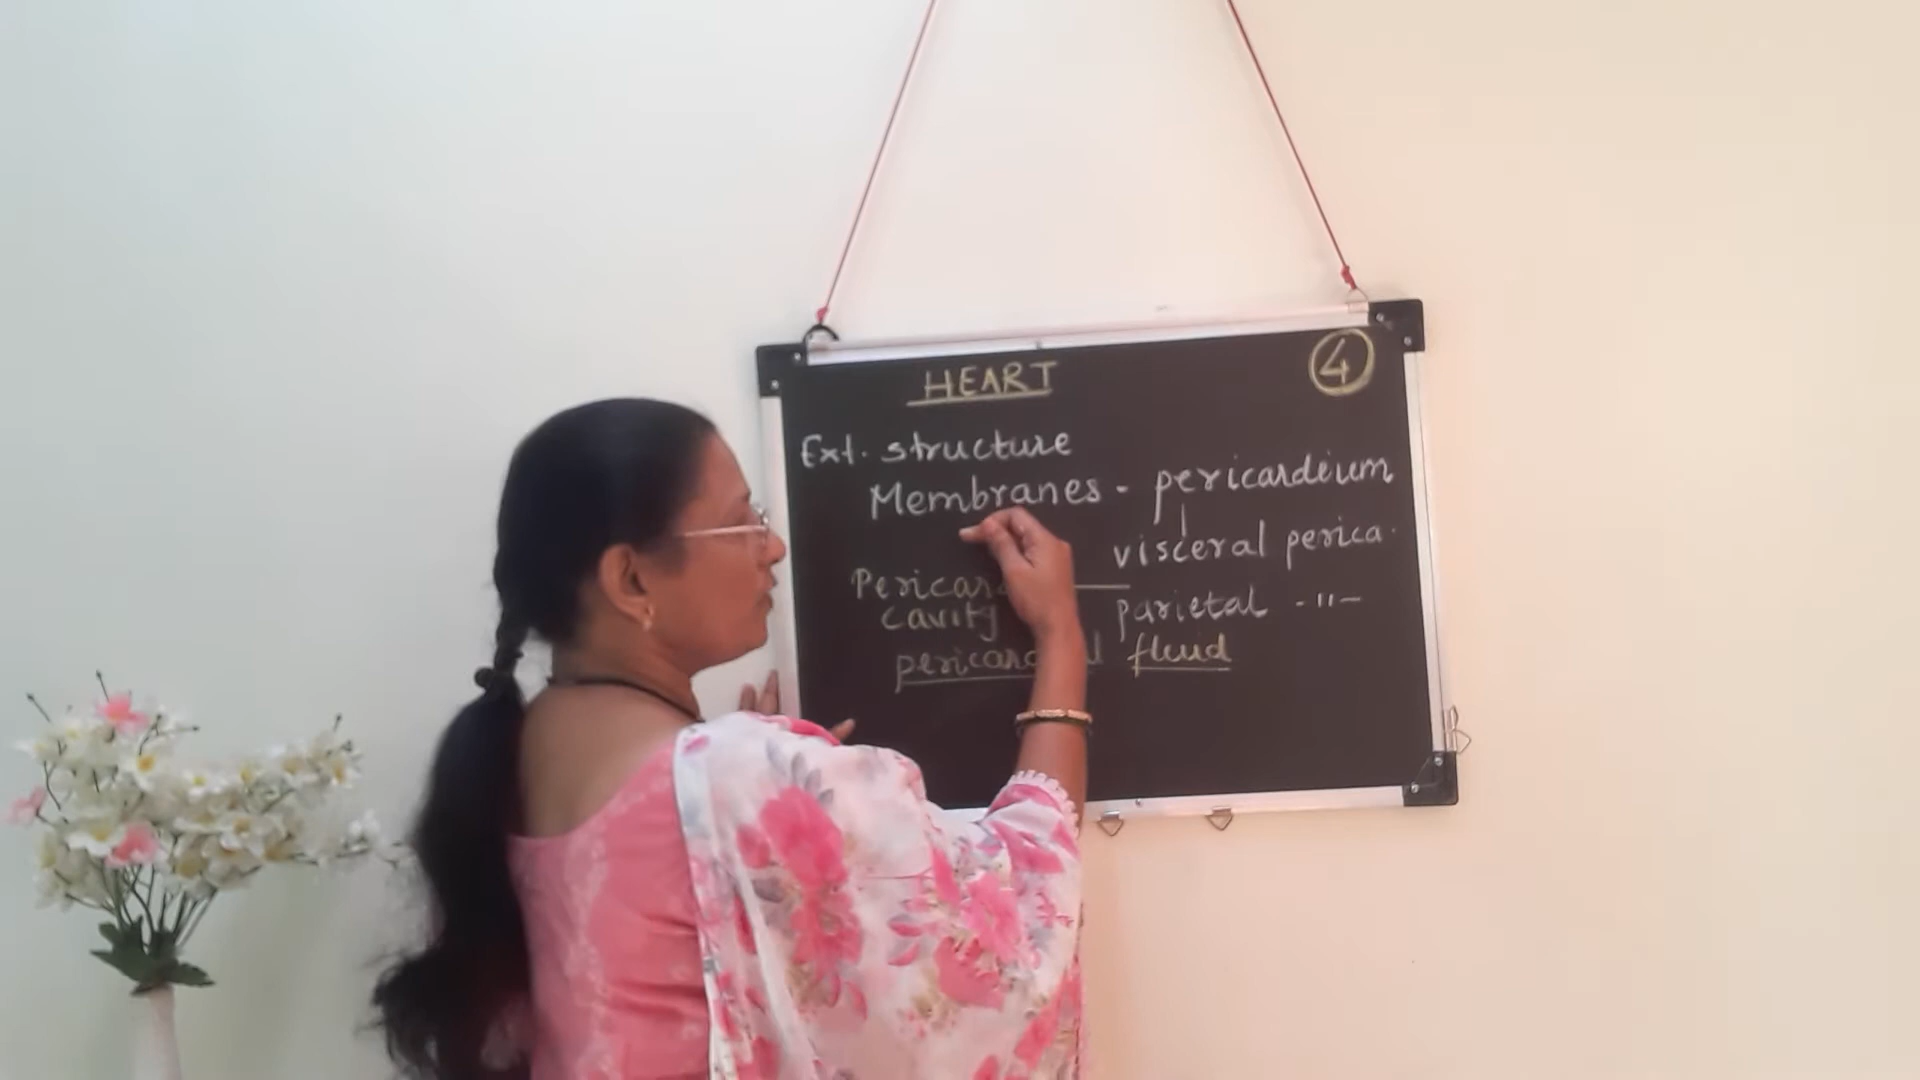 HEART
4
Ext. structure
Membranes - pericardeium
visceral perica.
cavity
parietal -"-
fluid